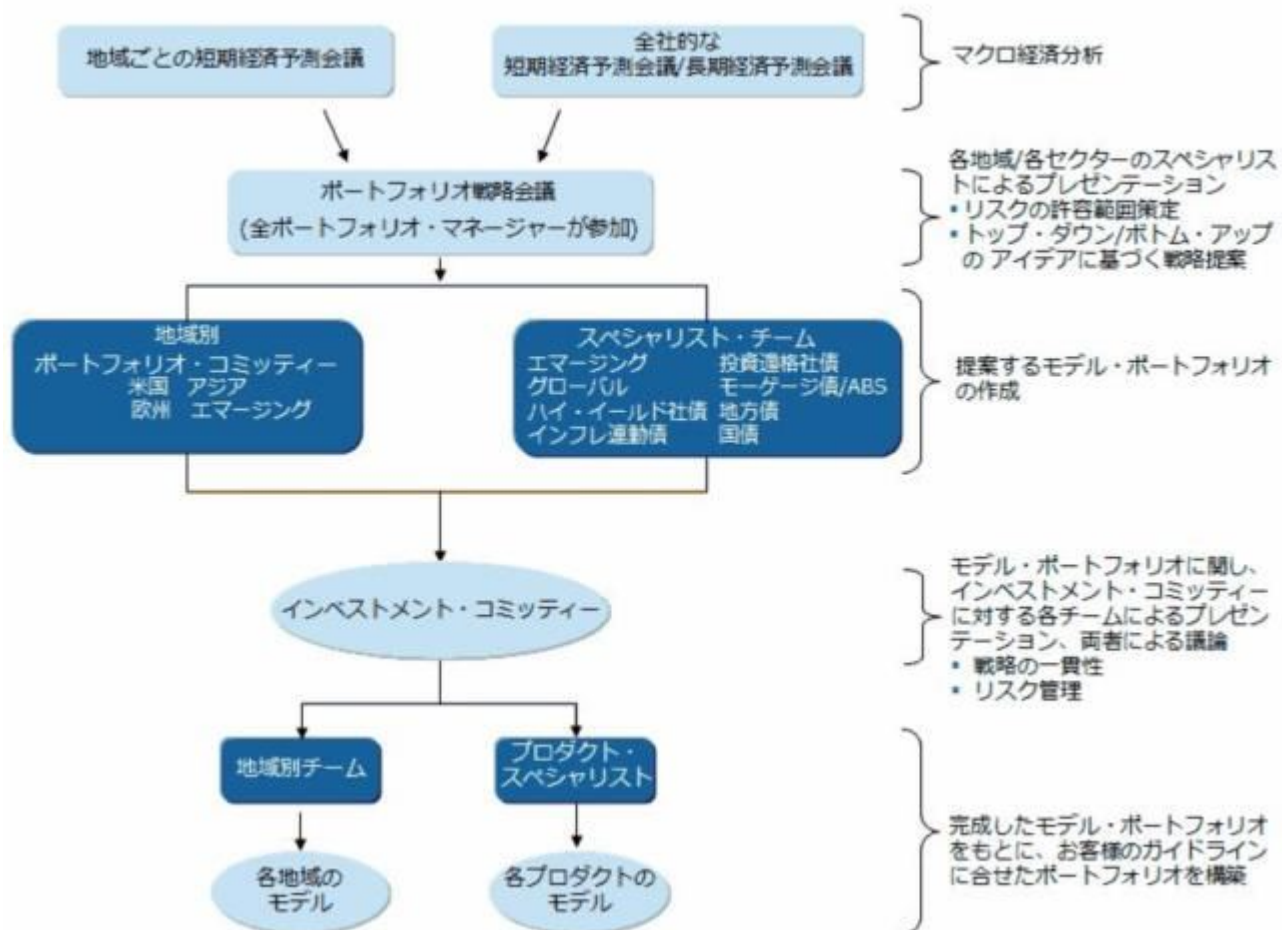 地域ごとの短期経済予測会議
全社的な
短期経済予測会議/長期経済予測会議
マクロ経済分析
ポートフォリオ戦略会議
(全ポートフォリオ・マネージャーが参加)
各地域/各セクターのスペシャリス
トによるプレゼンテーション
▪ リスクの許容範囲策定
▪ トップ・ダウン/ボトム・アップ
の アイデアに基づく戦略提案
地域別
ポートフォリオ・コミッティー
米国 アジア
欧州 エマージング
スペシャリスト・チーム
エマージング 投資適格社債
グローバル モーゲージ債/ABS
ハイ・イールド社債 地方債
インフレ連動債 国債
提案するモデル・ポートフォリオ
の作成
インベストメント・コミッティー
モデル・ポートフォリオに関し、
インベストメント・コミッティー
に対する各チームによるプレゼン
テーション、両者による議論
▪ 戦略の一貫性
▪ リスク管理
地域別チーム
プロダクト・
スペシャリスト
各地域の
モデル
各プロダクトの
モデル
完成したモデル・ポートフォリオ
をもとに、お客様のガイドライン
に合せたポートフォリオを構築